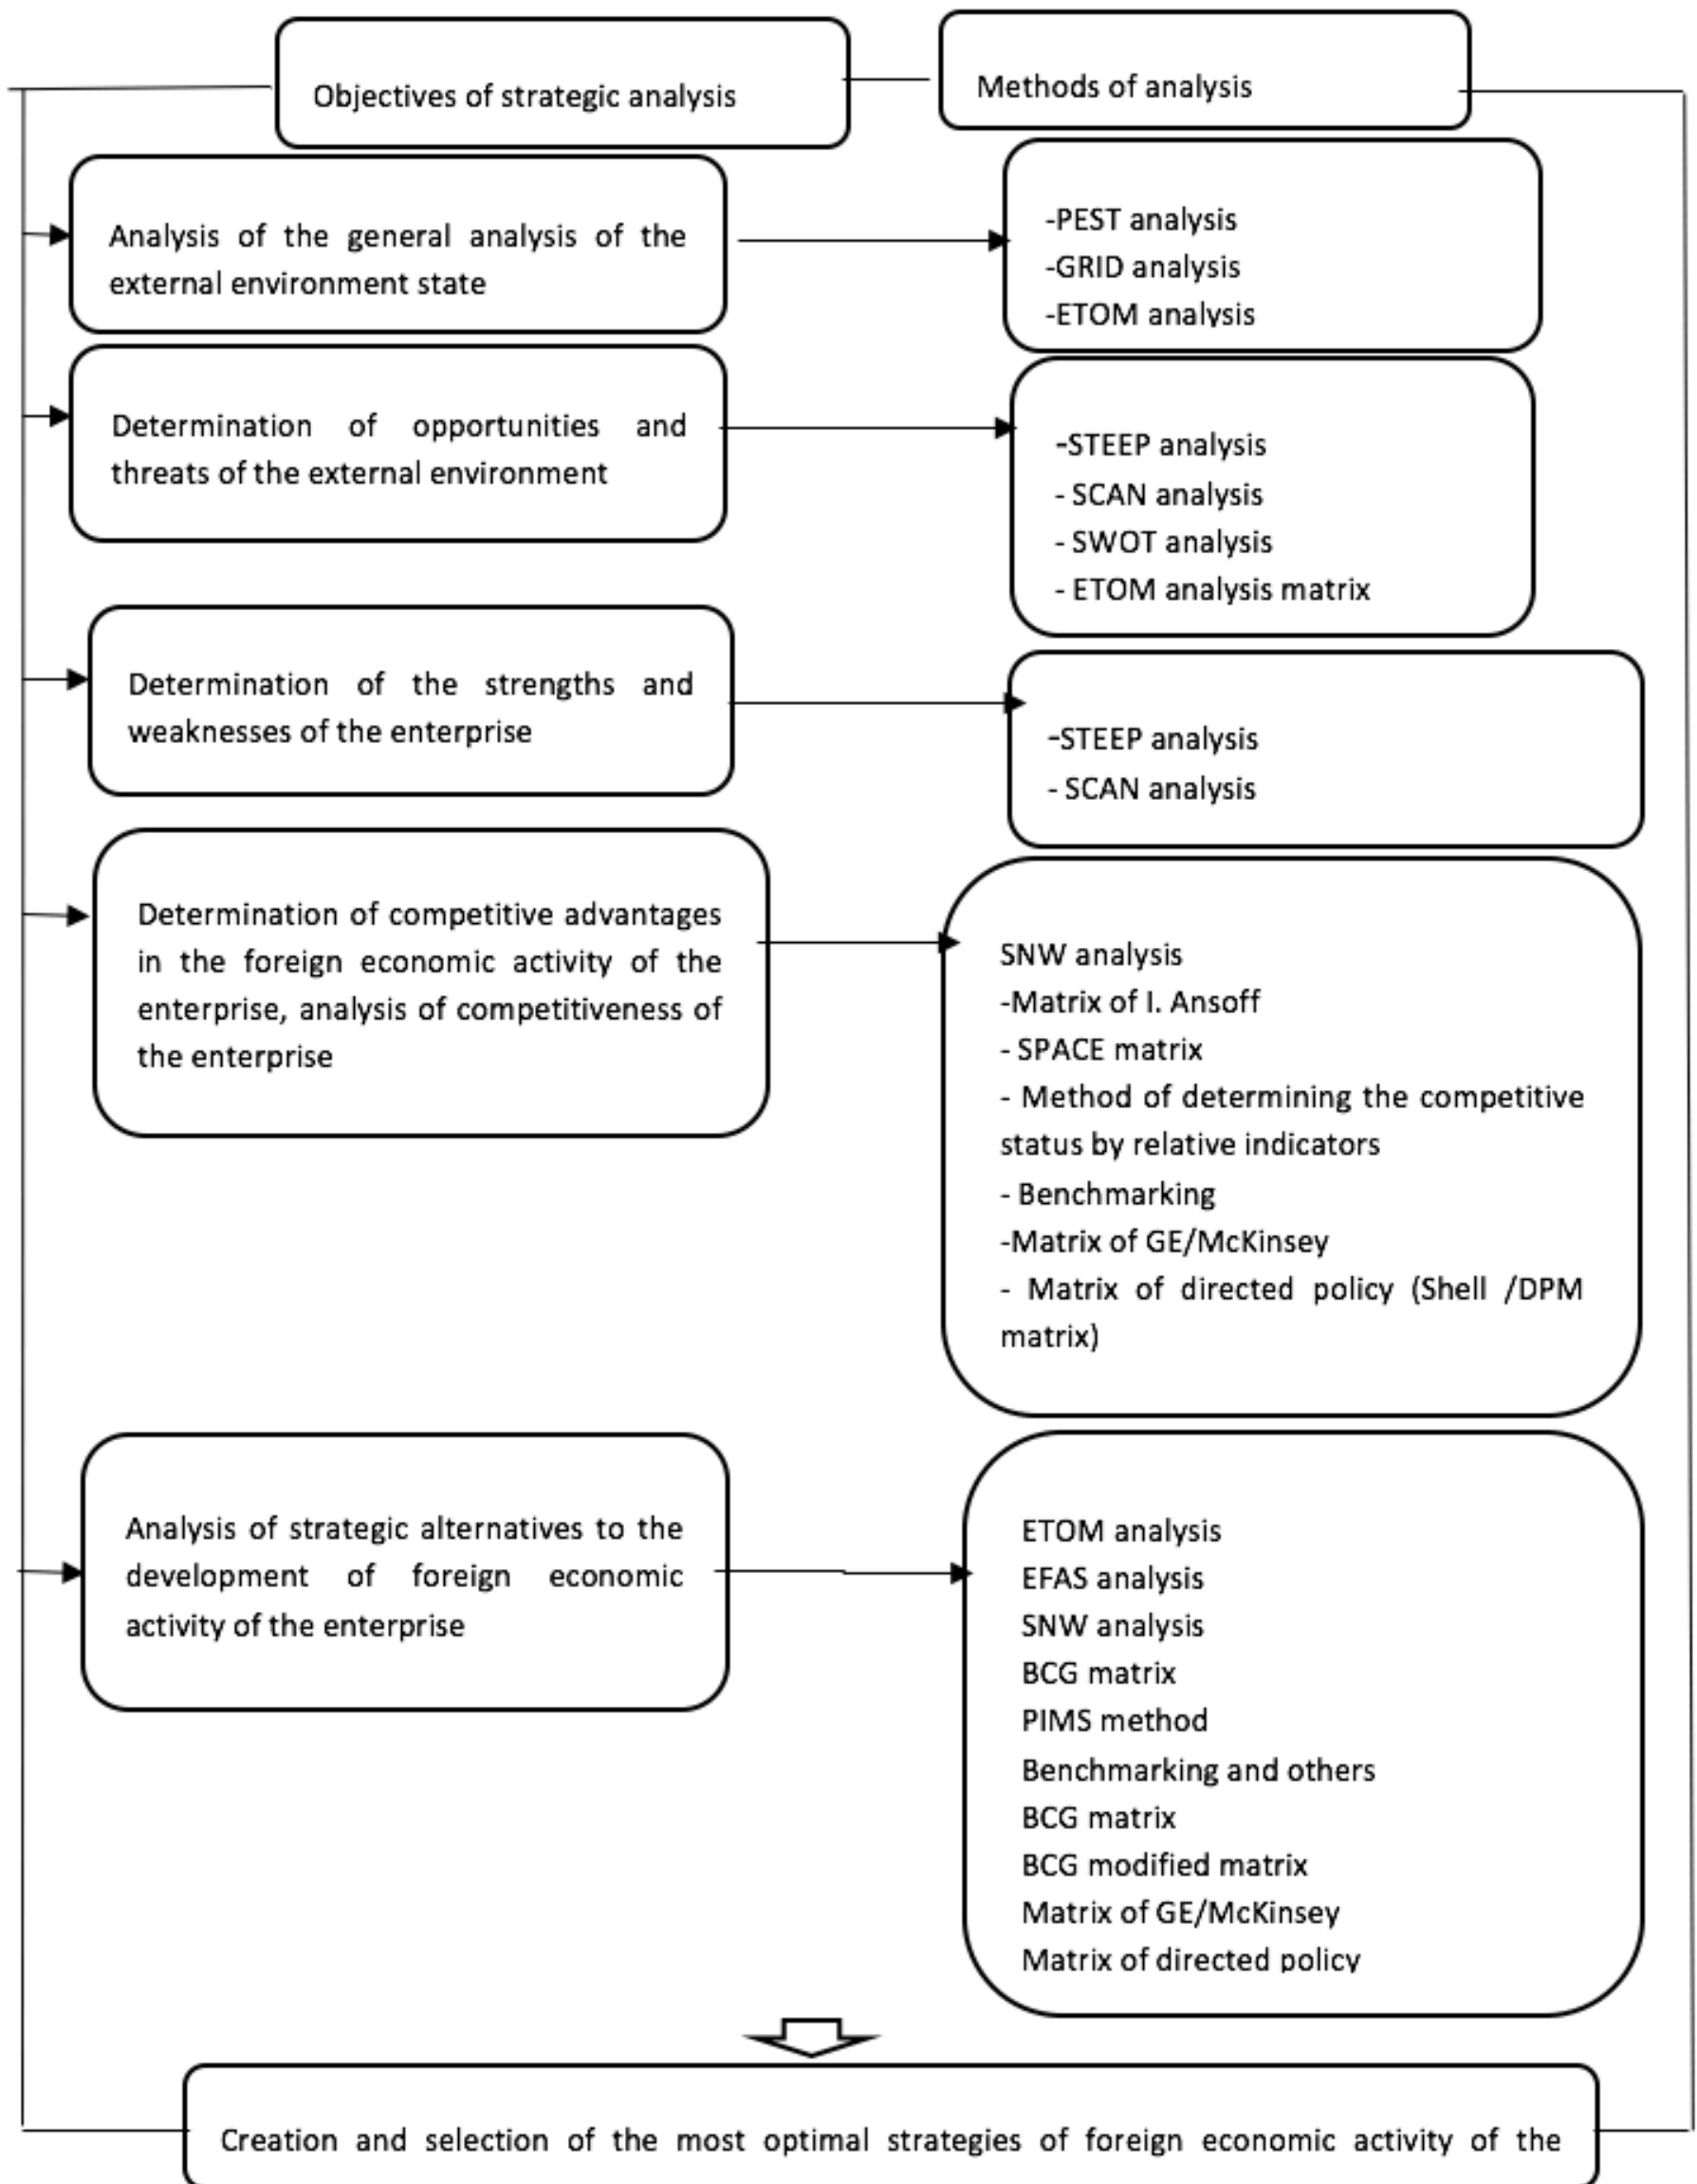 Objectives of strategic analysis
Methods of analysis
Analysis of the general analysis of the
external environment state
-PEST analysis
-GRID analysis
-ETOM analysis
Determination of opportunities and
threats of the external environment
-STEEP analysis
- SCAN analysis
- SWOT analysis
- ETOM analysis matrix
Determination of the strengths and
weaknesses of the enterprise
-STEEP analysis
- SCAN analysis
Determination of competitive advantages
in the foreign economic activity of the
enterprise, analysis of competitiveness of
the enterprise
SNW analysis
-Matrix of I. Ansoff
- SPACE matrix
- Method of determining the competitive
status by relative indicators
- Benchmarking
-Matrix of GE/McKinsey
- Matrix of directed policy (Shell /DPM
matrix)
Analysis of strategic alternatives to the
development of foreign economic
activity of the enterprise
ETOM analysis
EFAS analysis
SNW analysis
BCG matrix
PIMS method
Benchmarking and others
BCG matrix
BCG modified matrix
Matrix of GE/McKinsey
Matrix of directed policy
Creation and selection of the most optimal strategies of foreign economic activity of the